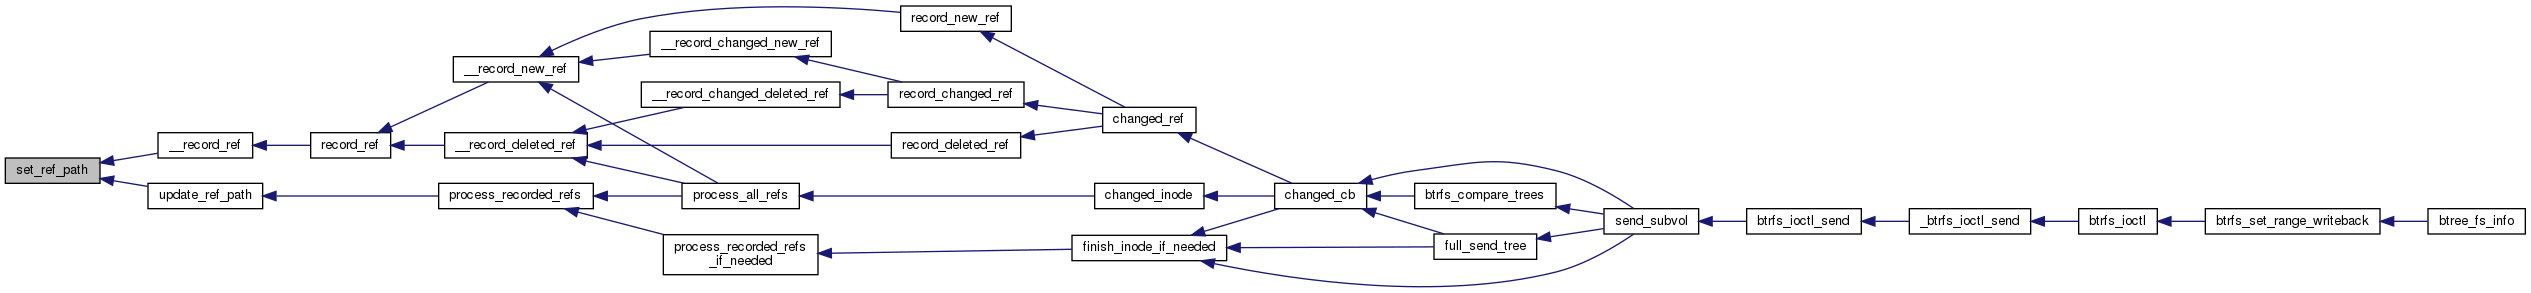 record_new_ref
__record_changed_new_ref
__record_new_ref
__record_changed_deleted_ref
record_changed_ref
changed_ref
__record_ref
record_ref
__record_deleted_ref
record_deleted_ref
set_ref_path
update_ref_path
process_recorded_refs
process_all_refs
changed_inode
changed_cb
btrfs_compare_trees
send_subvol
btrfs_ioctl_send
_btrfs_ioctl_send
btrfs_ioctl
btrfs_set_range_writeback
btree_fs_info
process_recorded_refs
_if_needed
finish_inode_if_needed
full_send_tree